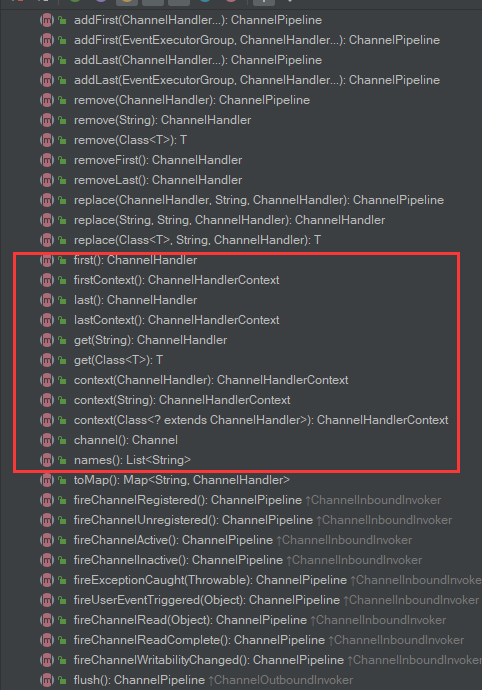 addFirst(ChannelHandler...): ChannelPipeline
addFirst(EventExecutorGroup, ChannelHandler...): ChannelPipeline
addLast(ChannelHandler...): ChannelPipeline
addLast(EventExecutorGroup, ChannelHandler...): ChannelPipeline
remove(ChannelHandler): ChannelPipeline
remove(String): ChannelHandler
remove(Class<T>): T
removeFirst(): ChannelHandler
removeLast(): ChannelHandler
replace(ChannelHandler, String, ChannelHandler): ChannelPipeline
replace(String, String, ChannelHandler): ChannelHandler
replace(Class<T>, String, ChannelHandler): T
first(): ChannelHandler
firstContext(): ChannelHandlerContext
last(): ChannelHandler
lastContext(): ChannelHandlerContext
get(String): ChannelHandler
get(Class<T>): T
context(ChannelHandler): ChannelHandlerContext
context(String): ChannelHandlerContext
context(Class<? extends ChannelHandler>): ChannelHandlerContext
channel(): Channel
names(): List<String>
toMap(): Map<String, ChannelHandler>
fireChannelRegistered(): ChannelPipeline ↑ChannelInboundInvoker
fireChannelUnregistered(): ChannelPipeline ↑ChannelInboundInvoker
fireChannelActive(): ChannelPipeline ↑ChannelInboundInvoker
fireChannelInactive(): ChannelPipeline ↑ChannelInboundInvoker
fireExceptionCaught(Throwable): ChannelPipeline ↑ChannelInboundInvoke
fireUserEventTriggered(Object): ChannelPipeline ↑ChannelInboundInvoke
fireChannelRead(Object): ChannelPipeline ↑ChannelInboundInvoker
fireChannelReadComplete(): ChannelPipeline ↑ChannelInboundInvoker
fireChannelWritabilityChanged(): ChannelPipeline ↑ChannelInboundInvoke
flush(): ChannelPipeline ↑ChannelOutboundInvoker